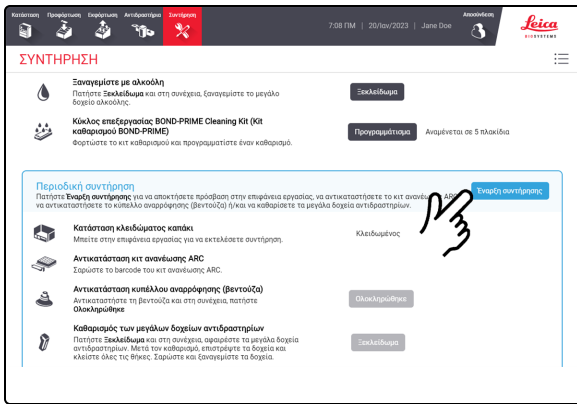 Κατάσταση Προφόρτωση Εκφόρτωση Αντιδραστήρια Συντήρηση
7:08 ΠΜ | 20/Ιαν/2023 | Jane Doe
Αποσύνδεση
Leica
BIOSYSTEMS
ΣΥΝΤΗΡΗΣΗ
Ξαναγεμίστε με αλκοόλη
Πατήστε Ξεκλείδωμα και στη συνέχεια, ξαναγεμίστε το μεγάλο
δοχείο αλκοόλης.
Ξεκλείδωμα
Κύκλος επεξεργασίας BOND-PRIME Cleaning Kit (Kit
καθαρισμού BOND-PRIME)
Φορτώστε το κιτ καθαρισμού και προγραμματίστε έναν καθαρισμό.
Προγραμμάτισμα Αναμένεται σε 5 πλακίδια
Περιοδική συντήρηση
Πατήστε Έναρξη συντήρησης για να αποκτήσετε πρόσβαση στην επιφάνεια εργασίας, να αντικαταστήσετε το κιτ ανανέωσης ARC
να αντικαταστήσετε το κύπελλο αναρρόφησης (βεντούζα) ή/και να καθαρίσετε τα μεγάλα δοχεία αντιδραστηρίων.
Έναρξη συντήρησης
Κατάσταση κλειδώματος καπάκι
Μπείτε στην επιφάνεια εργασίας για να εκτελέσετε συντήρηση.
Κλειδωμένος
Αντικατάσταση κιτ ανανέωσης ARC
Σαρώστε το barcode του κιτ ανανέωσης ARC.
Αντικατάσταση κυπέλλου αναρρόφησης (βεντούζα)
Αντικαταστήστε τη βεντούζα και στη συνέχεια, πατήστε
Ολοκληρώθηκε
Ολοκληρώθηκε
Καθαρισμός των μεγάλων δοχείων αντιδραστηρίων
Πατήστε Ξεκλείδωμα και στη συνέχεια, αφαιρέστε τα μεγάλα δοχεία
αντιδραστηρίων. Μετά τον καθαρισμό, επιστρέψτε τα δοχεία και
κλείστε όλες τις θήκες. Σαρώστε και ξαναγεμίστε τα δοχεία.
Ξεκλείδωμα